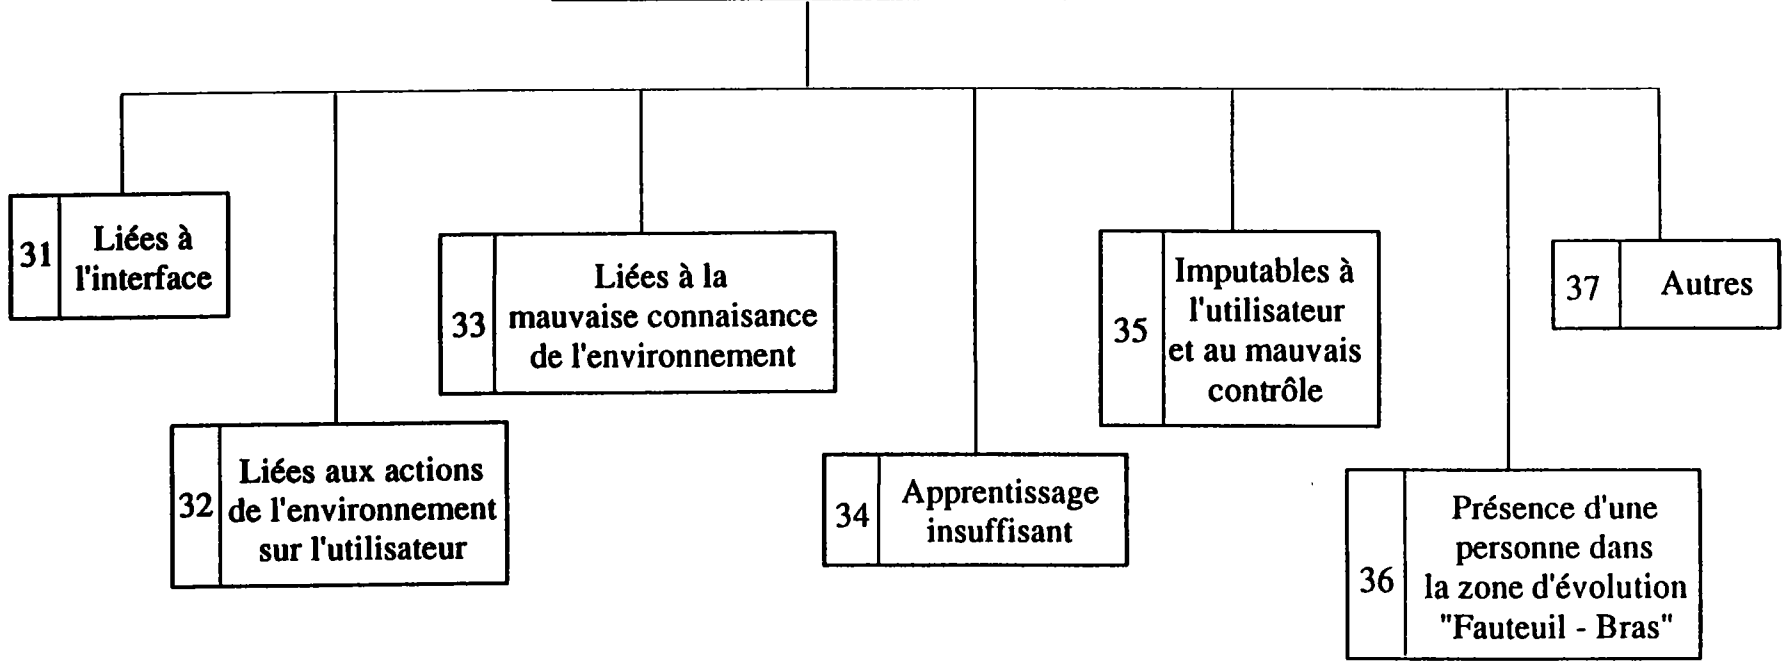 31
Liées à
l'interface
32
Liées aux actions
de l'environnement
sur l'utilisateur
33
Liées à la
mauvaise connaisance
de l'environnement
34
Apprentissage
insuffisant
35
Imputables à
l'utilisateur
et au mauvais
contrôle
36
Présence d'une
personne dans
la zone d'évolution
"Fauteuil - Bras"
37
Autres